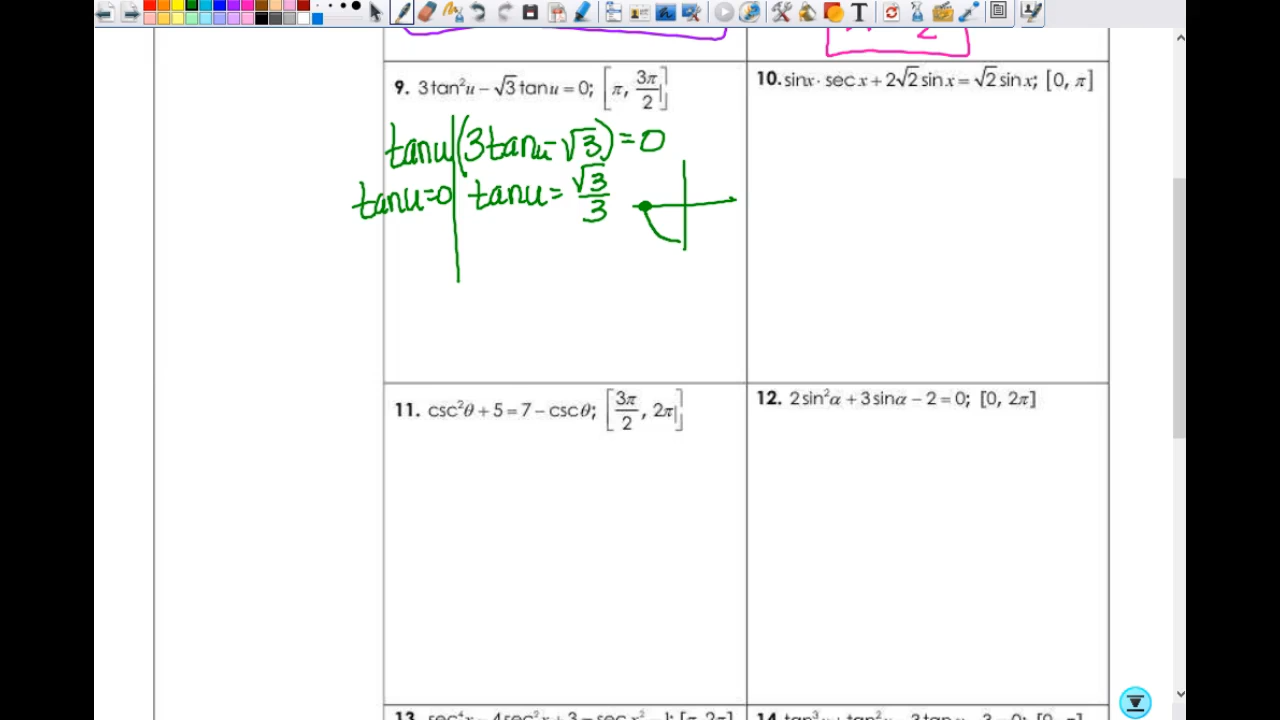 9. 3tan²u − √3 tanu = 0; [π, 3π/2]
tanu (3tanu − √3) = 0
tanu = 0 tanu = √3/3
10. sinx · sec x + 2√2 sinx = √2 sinx; [0, π]
11. csc²θ + 5 = 7 − cscθ; [3π/2, 2π]
12. 2sin²α + 3sinα − 2 = 0; [0, 2π]